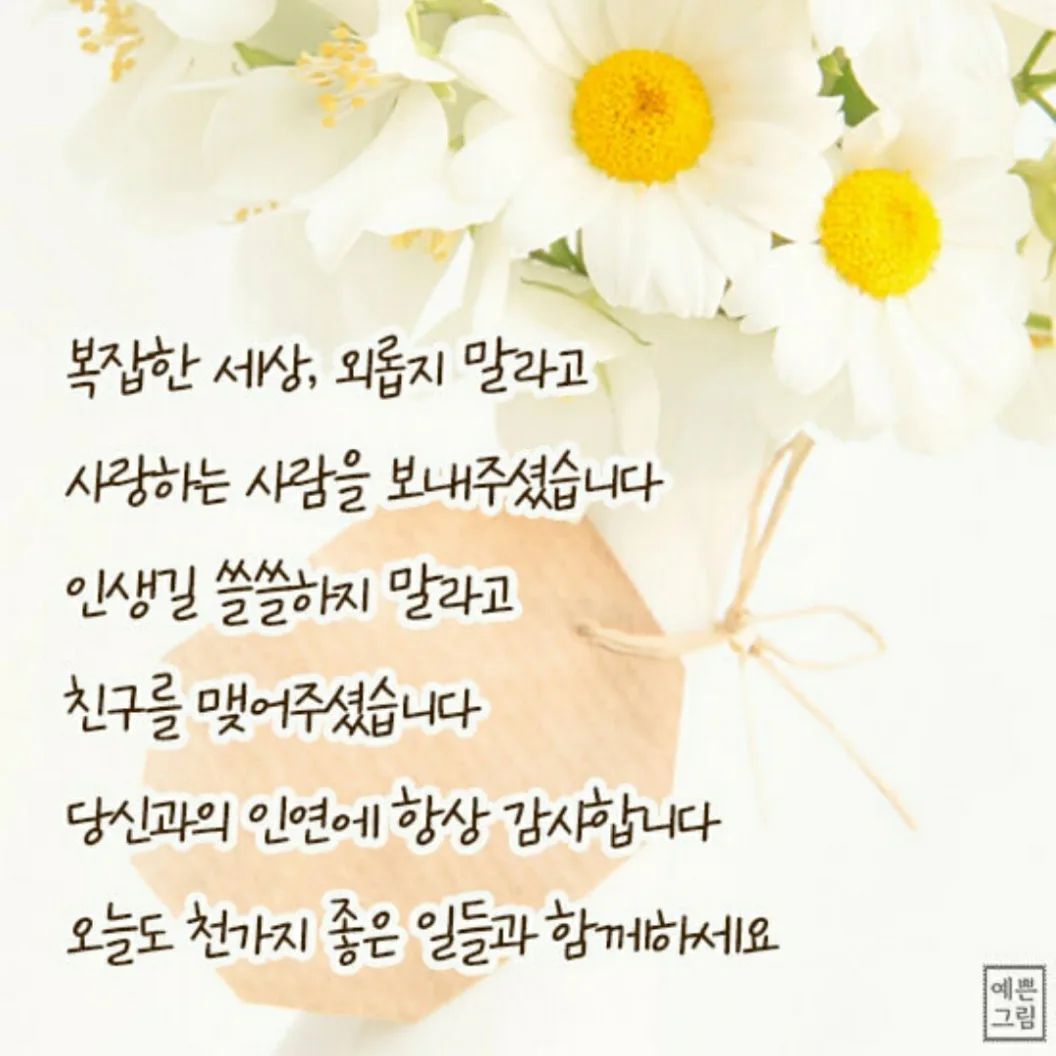 복잡한 세상, 외롭지 말라고
사랑하는 사람을 보내주셨습니다
인생길 쓸쓸하지 말라고
친구를 맺어주셨습니다
당신과의 인연에 항상 감사합니다
오늘도 천가지 좋은 일들과 함께하세요
예쁜
그림